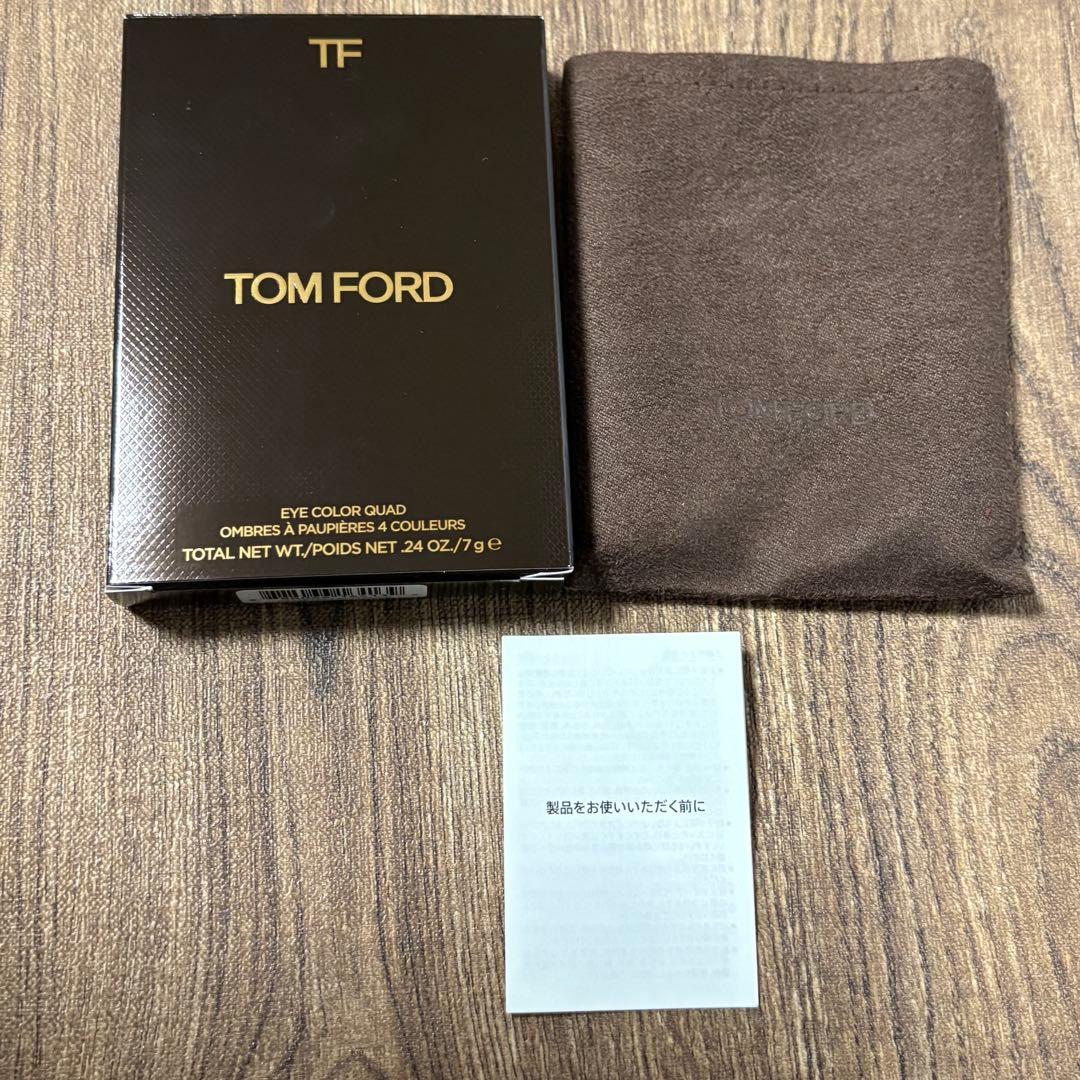 TF
TOM FORD
EYE COLOR QUAD
OMBRES À PAUPIÈRES 4 COULEURS
TOTAL NET WT./POIDS NET .24 OZ./7 g ℮
TOM FORD
製品をお使いいただく前に